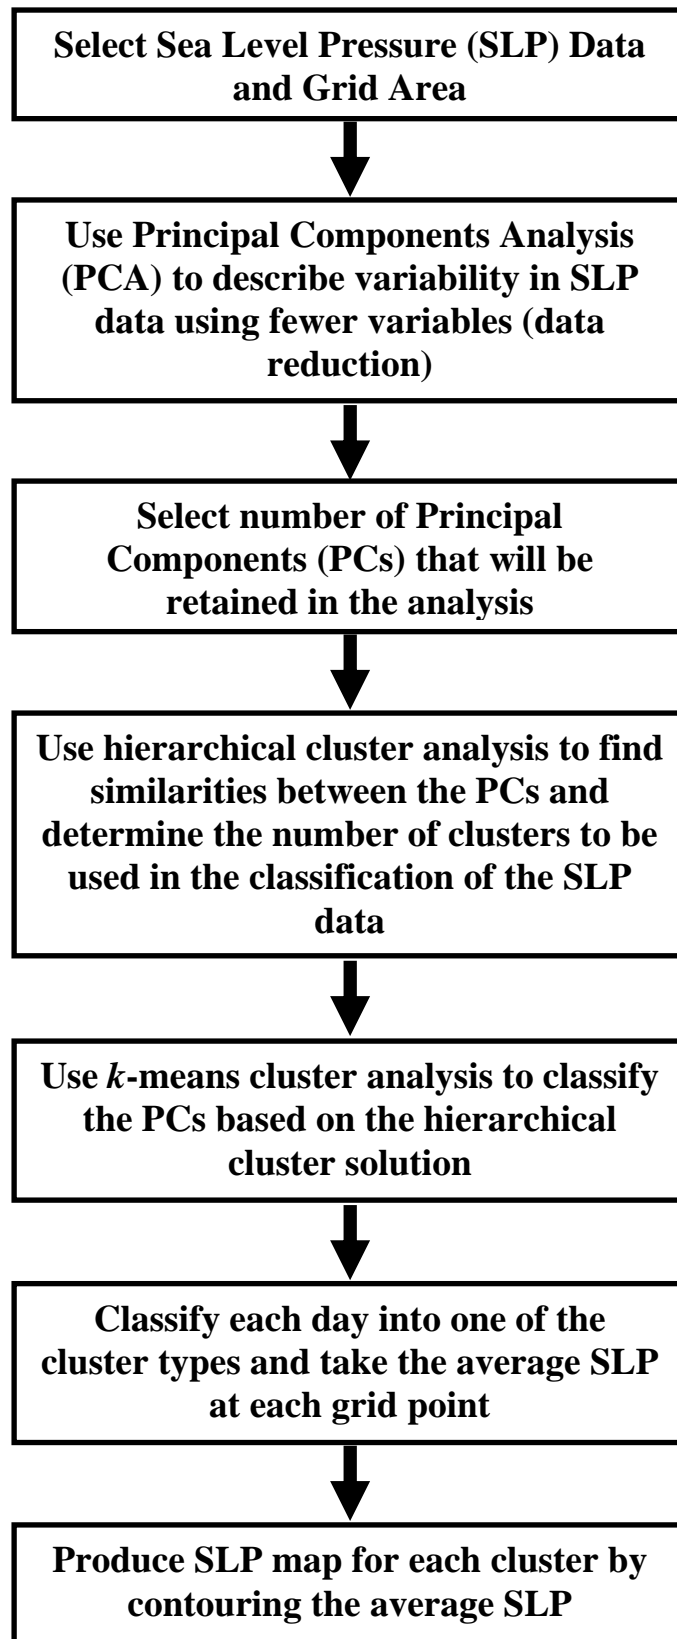 Select Sea Level Pressure (SLP) Data
and Grid Area
Use Principal Components Analysis
(PCA) to describe variability in SLP
data using fewer variables (data
reduction)
Select number of Principal
Components (PCs) that will be
retained in the analysis
Use hierarchical cluster analysis to find
similarities between the PCs and
determine the number of clusters to be
used in the classification of the SLP
data
Use k-means cluster analysis to classify
the PCs based on the hierarchical
cluster solution
Classify each day into one of the
cluster types and take the average SLP
at each grid point
Produce SLP map for each cluster by
contouring the average SLP